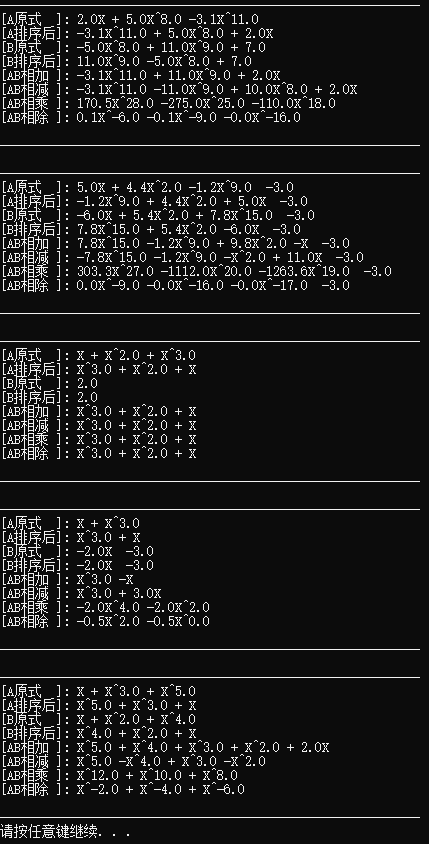 [A原式 _]: 2.0X + 5.0X^8.0 -3.1X^11.0
[A排序后]: -3.1X^11.0 + 5.0X^8.0 + 2.0X
[B原式 _]: -5.0X^8.0 + 11.0X^9.0 + 7.0
[B排序后]: 11.0X^9.0 -5.0X^8.0 + 7.0
[AB相加 ]: -3.1X^11.0 + 11.0X^9.0 + 2.0X
[AB相减 ]: -3.1X^11.0 -11.0X^9.0 + 10.0X^8.0 + 2.0X
[AB相乘 ]: 170.5X^28.0 -275.0X^25.0 -110.0X^18.0
[AB相除 ]: 0.1X^-6.0 -0.1X^-9.0 -0.0X^-16.0
[A原式 _]: 5.0X + 4.4X^2.0 -1.2X^9.0  -3.0
[A排序后]: -1.2X^9.0 + 4.4X^2.0 + 5.0X  -3.0
[B原式 _]: -6.0X + 5.4X^2.0 + 7.8X^15.0  -3.0
[B排序后]: 7.8X^15.0 + 5.4X^2.0 -6.0X  -3.0
[AB相加 ]: 7.8X^15.0 -1.2X^9.0 + 9.8X^2.0 -X  -3.0
[AB相减 ]: -7.8X^15.0 -1.2X^9.0 -X^2.0 + 11.0X  -3.0
[AB相乘 ]: 303.3X^27.0 -1112.0X^20.0 -1263.6X^19.0  -3.0
[AB相除 ]: 0.0X^-9.0 -0.0X^-16.0 -0.0X^-17.0  -3.0
[A原式 _]: X + X^2.0 + X^3.0
[A排序后]: X^3.0 + X^2.0 + X
[B原式 _]: 2.0
[B排序后]: 2.0
[AB相加 ]: X^3.0 + X^2.0 + X
[AB相减 ]: X^3.0 + X^2.0 + X
[AB相乘 ]: X^3.0 + X^2.0 + X
[AB相除 ]: X^3.0 + X^2.0 + X
[A原式 _]: X + X^3.0
[A排序后]: X^3.0 + X
[B原式 _]: -2.0X  -3.0
[B排序后]: -2.0X  -3.0
[AB相加 ]: X^3.0 -X
[AB相减 ]: X^3.0 + 3.0X
[AB相乘 ]: -2.0X^4.0 -2.0X^2.0
[AB相除 ]: -0.5X^2.0 -0.5X^0.0
[A原式 _]: X + X^3.0 + X^5.0
[A排序后]: X^5.0 + X^3.0 + X
[B原式 _]: X + X^2.0 + X^4.0
[B排序后]: X^4.0 + X^2.0 + X
[AB相加 ]: X^5.0 + X^4.0 + X^3.0 + X^2.0 + 2.0X
[AB相减 ]: X^5.0 -X^4.0 + X^3.0 -X^2.0
[AB相乘 ]: X^12.0 + X^10.0 + X^8.0
[AB相除 ]: X^-2.0 + X^-4.0 + X^-6.0
请按任意键继续. . .